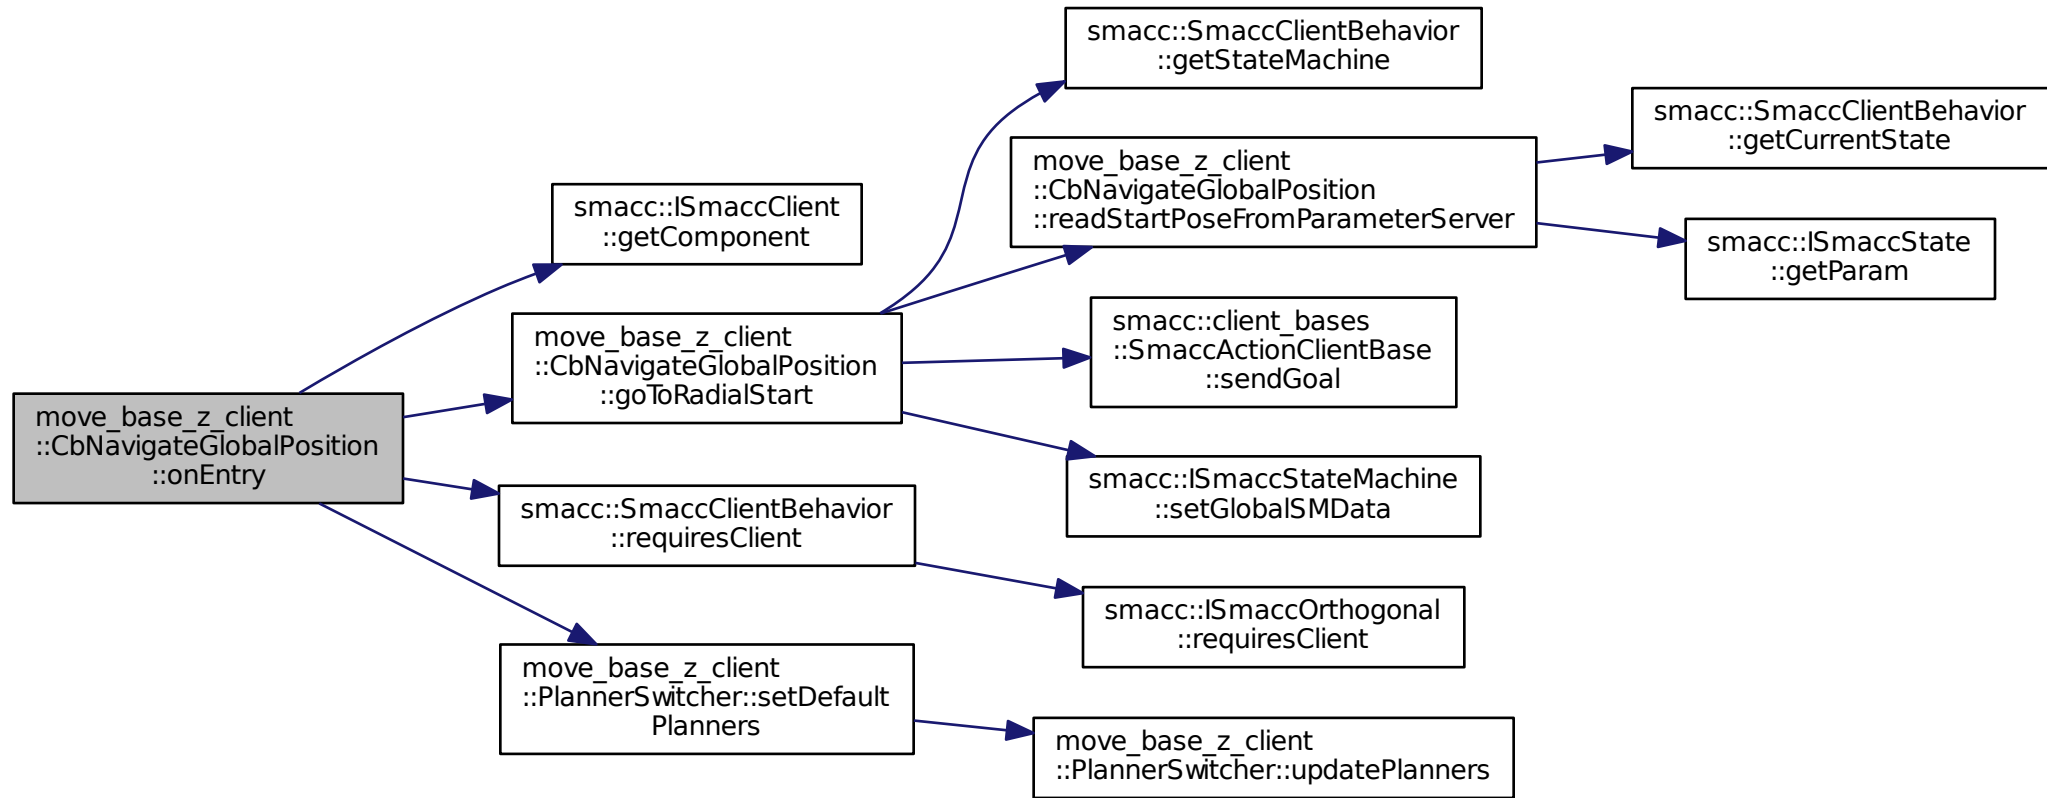 smacc::SmaccClientBehavior
::getStateMachine
smacc::SmaccClientBehavior
::getCurrentState
move_base_z_client
::CbNavigateGlobalPosition
::readStartPoseFromParameterServer
smacc::ISmaccClient
::getComponent
smacc::ISmaccState
::getParam
move_base_z_client
::CbNavigateGlobalPosition
::goToRadialStart
smacc::client_bases
::SmaccActionClientBase
::sendGoal
move_base_z_client
::CbNavigateGlobalPosition
::onEntry
smacc::ISmaccStateMachine
::setGlobalSMData
smacc::SmaccClientBehavior
::requiresClient
smacc::ISmaccOrthogonal
::requiresClient
move_base_z_client
::PlannerSwitcher::setDefault
Planners
move_base_z_client
::PlannerSwitcher::updatePlanners